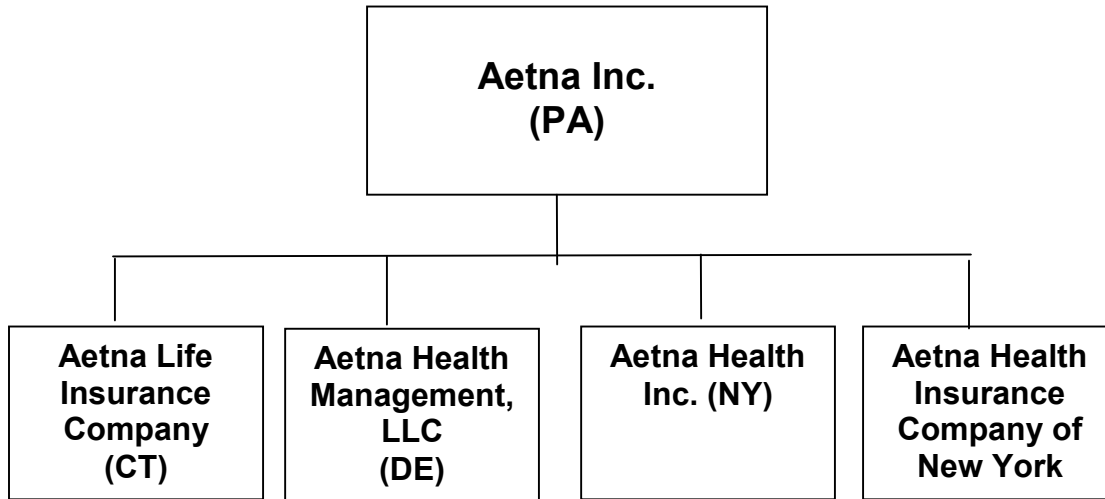 Aetna Inc.
(PA)
Aetna Life
Insurance
Company
(CT)
Aetna Health
Management,
LLC
(DE)
Aetna Health
Inc. (NY)
Aetna Health
Insurance
Company of
New York